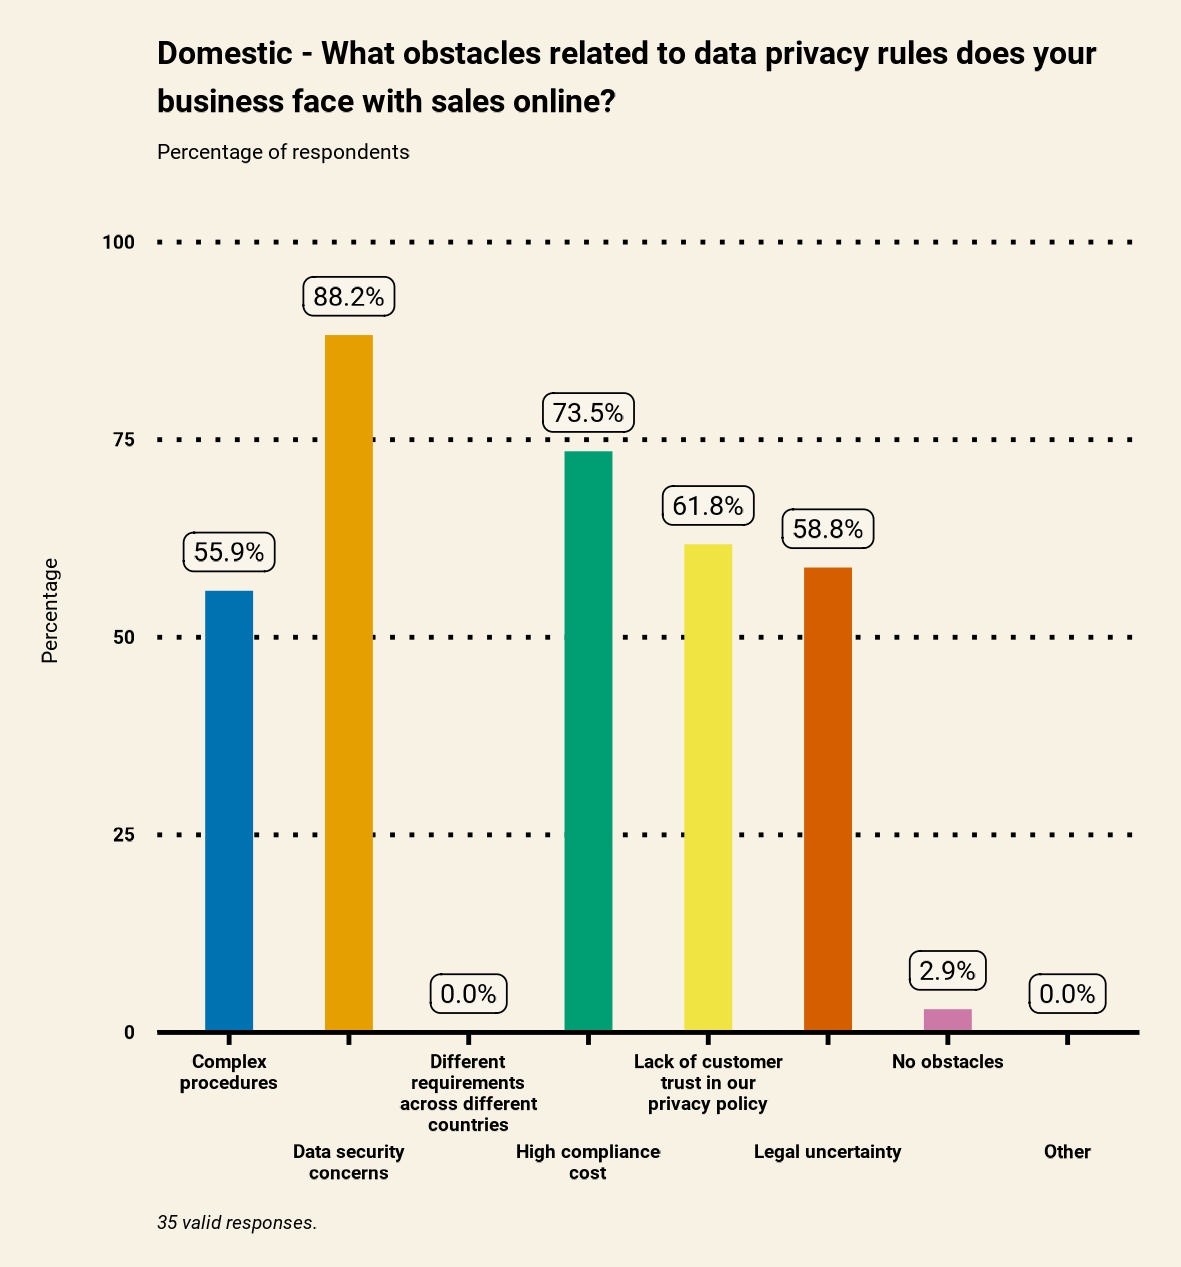 Domestic - What obstacles related to data privacy rules does your
business face with sales online?
Percentage of respondents
100
88.2%
73.5%
75
61.8%
58.8%
55.9%
Percentage
50
25
2.9%
0.0%
0.0%
0
Complex
procedures
Data security
concerns
Different
requirements
across different
countries
High compliance
cost
Lack of customer
trust in our
privacy policy
Legal uncertainty
No obstacles
Other
35 valid responses.